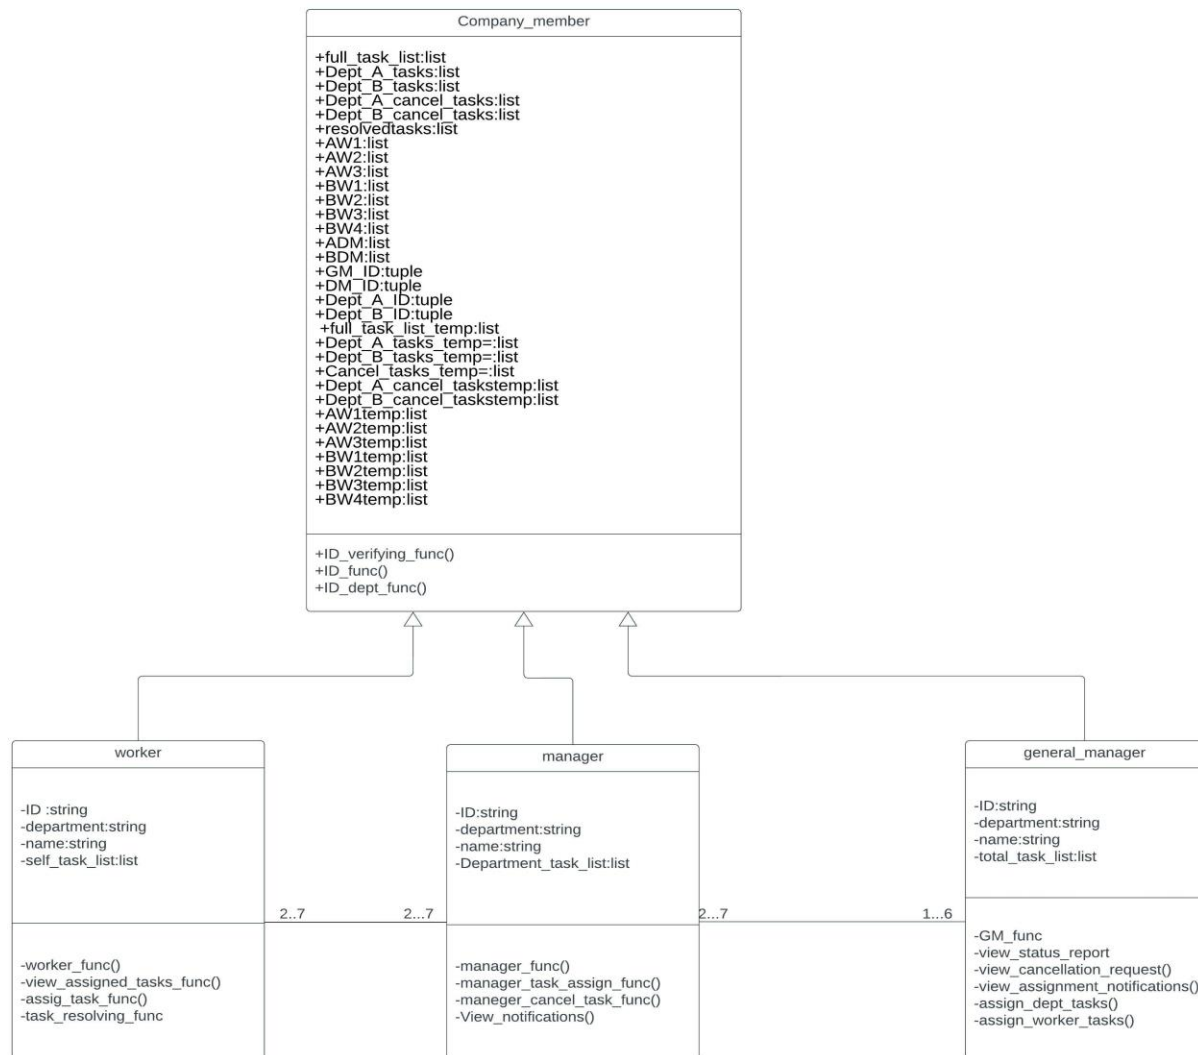 Company_member
+full_task_list:list
+Dept_A_tasks:list
+Dept_B_tasks:list
+Dept_A_cancel_tasks:list
+Dept_B_cancel_tasks:list
+resolvedtasks:list
+AW1:list
+AW2:list
+AW3:list
+BW1:list
+BW2:list
+BW3:list
+BW4:list
+ADM:list
+BDM:list
+GM_ID:tuple
+DM_ID:tuple
+Dept_A_ID:tuple
+Dept_B_ID:tuple
+full_task_list_temp:list
+Dept_A_tasks_temp=:list
+Dept_B_tasks_temp=:list
+Cancel_tasks_temp=:list
+Dept_A_cancel_taskstemp:list
+Dept_B_cancel_taskstemp:list
+AW1temp:list
+AW2temp:list
+AW3temp:list
+BW1temp:list
+BW2temp:list
+BW3temp:list
+BW4temp:list
+ID_verifying_func()
+ID_func()
+ID_dept_func()
worker
-ID :string
-department:string
-name:string
-self_task_list:list
-worker_func()
-view_assigned_tasks_func()
-assig_task_func()
-task_resolving_func
2..7
2...7
manager
-ID:string
-department:string
-name:string
-Department_task_list:list
-manager_func()
-manager_task_assign_func()
-maneger_cancel_task_func()
-View_notifications()
2...7
1...6
general_manager
-ID:string
-department:string
-name:string
-total_task_list:list
-GM_func
-view_status_report
-view_cancellation_request()
-view_assignment_notifications()
-assign_dept_tasks()
-assign_worker_tasks()